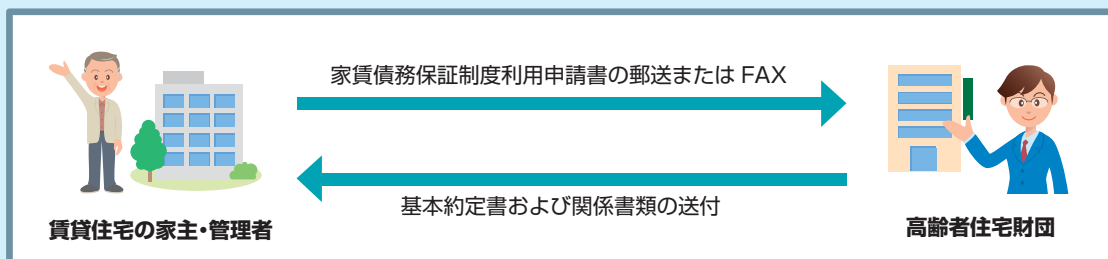 家賃債務保証制度利用申請書の郵送または FAX
基本約定書および関係書類の送付
賃貸住宅の家主・管理者
高齢者住宅財団